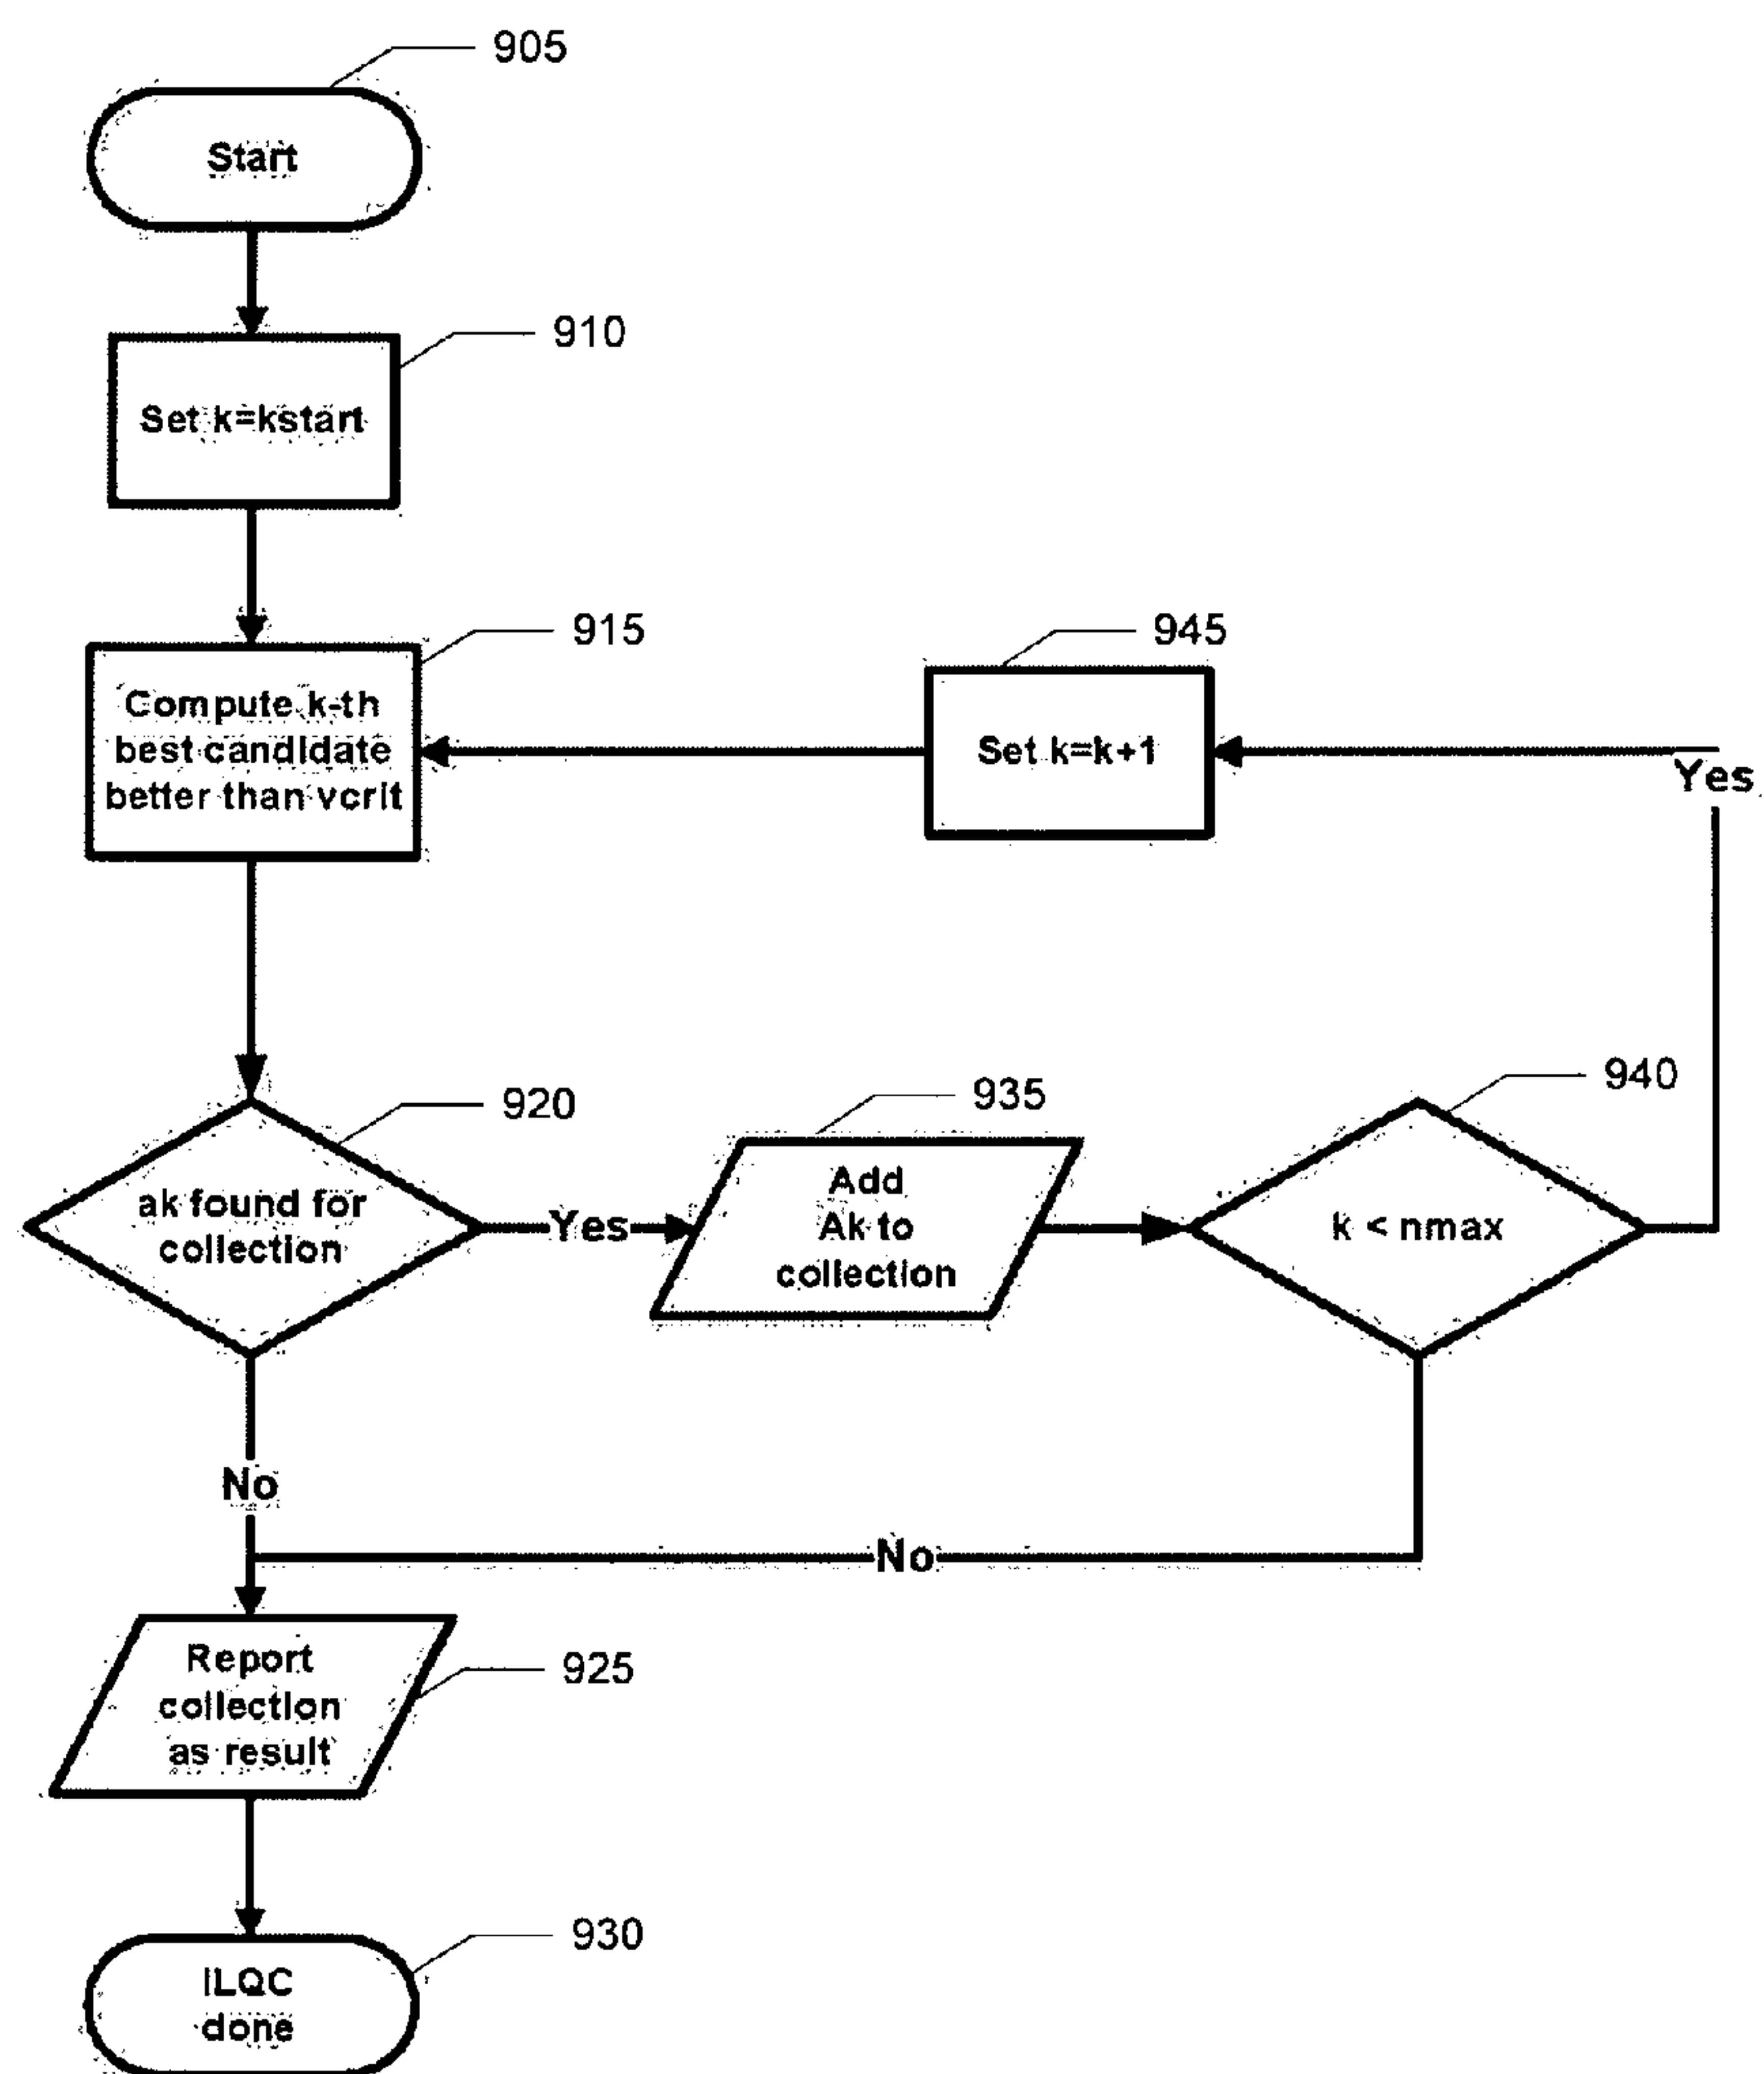 905
Start
910
Set k=kstart
915
945
Compute k-th
best candidate
better than vcrit
Set k=k+1
Yes
920
935
940
ak found for
collection
Yes
Add
Ak to
collection
k < nmax
No
No
Report
collection
as result
925
930
ILQC
done